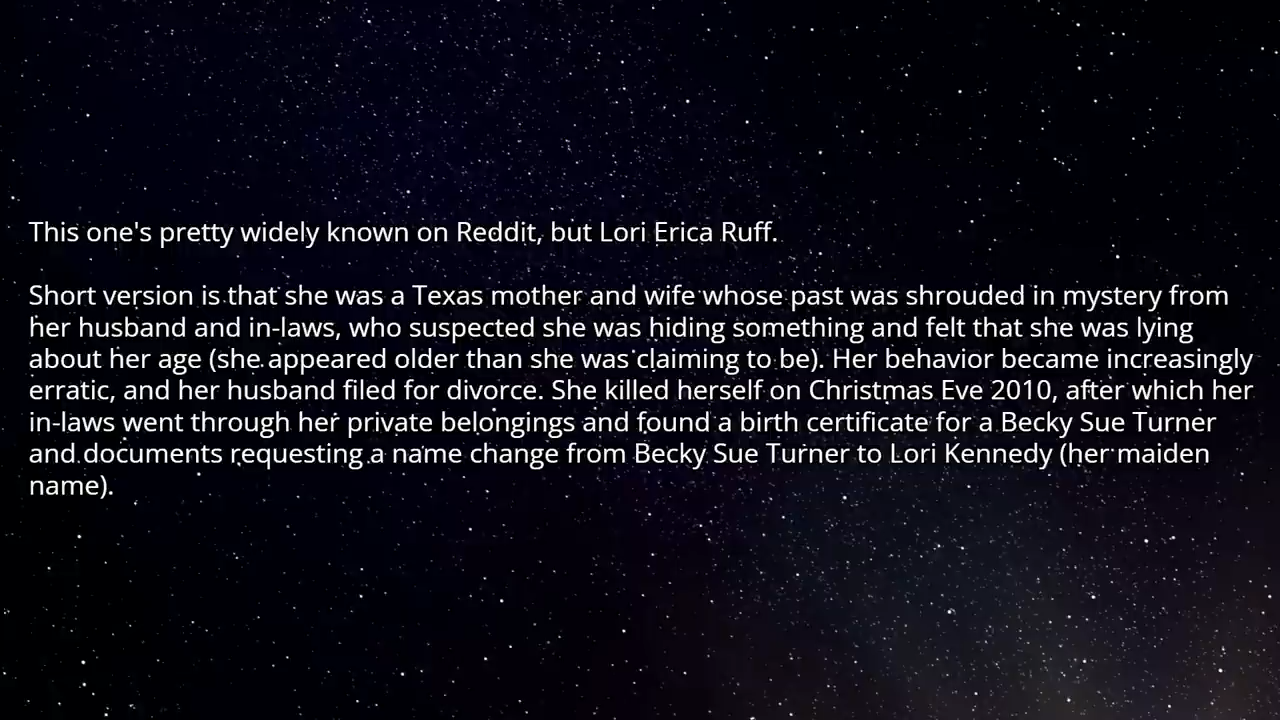 This one's pretty widely known on Reddit, but Lori Erica Ruff.
Short version is that she was a Texas mother and wife whose past was shrouded in mystery from
her husband and in-laws, who suspected she was hiding something and felt that she was lying
about her age (she appeared older than she was claiming to be). Her behavior became increasingly
erratic, and her husband filed for divorce. She killed herself on Christmas Eve 2010, after which her
in-laws went through her private belongings and found a birth certificate for a Becky Sue Turner
and documents requesting a name change from Becky Sue Turner to Lori Kennedy (her maiden
name).